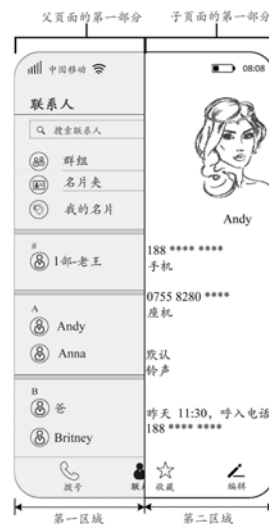 父页面的第一部分 子页面的第一部分
中国移动 08:08
联系人
搜索联系人
群组
名片夹
我的名片
Andy
#
1部-老王
188 **** ****
手机
0755 8280 ****
座机
A
Andy
Anna
默认
铃声
B
爸
Britney
昨天 11:30, 呼入电话
188 **** ****
拨号 联 收藏 编辑
第一区域 第二区域